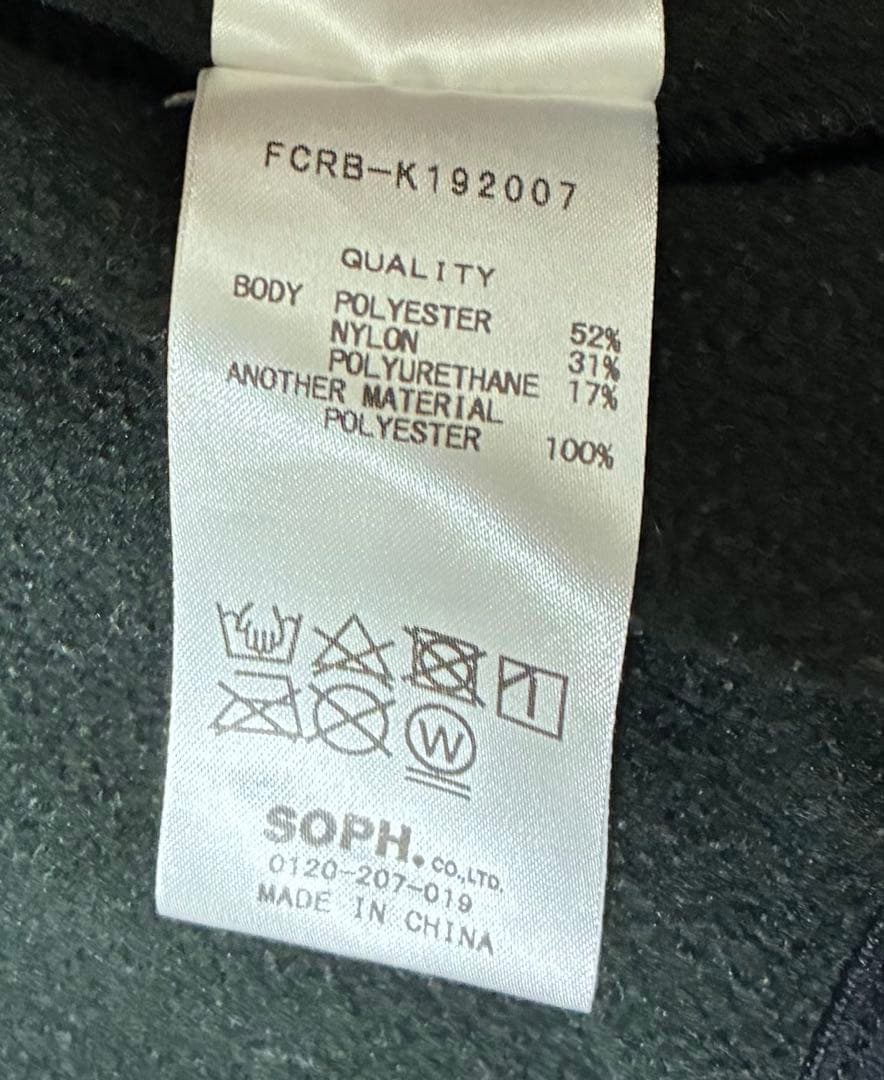 FCRB-K192007
QUALITY
BODY POLYESTER 52%
NYLON 31%
POLYURETHANE 17%
ANOTHER MATERIAL
POLYESTER 100%
W
SOPH.CO.,LTD.
0120-207-019
MADE IN CHINA